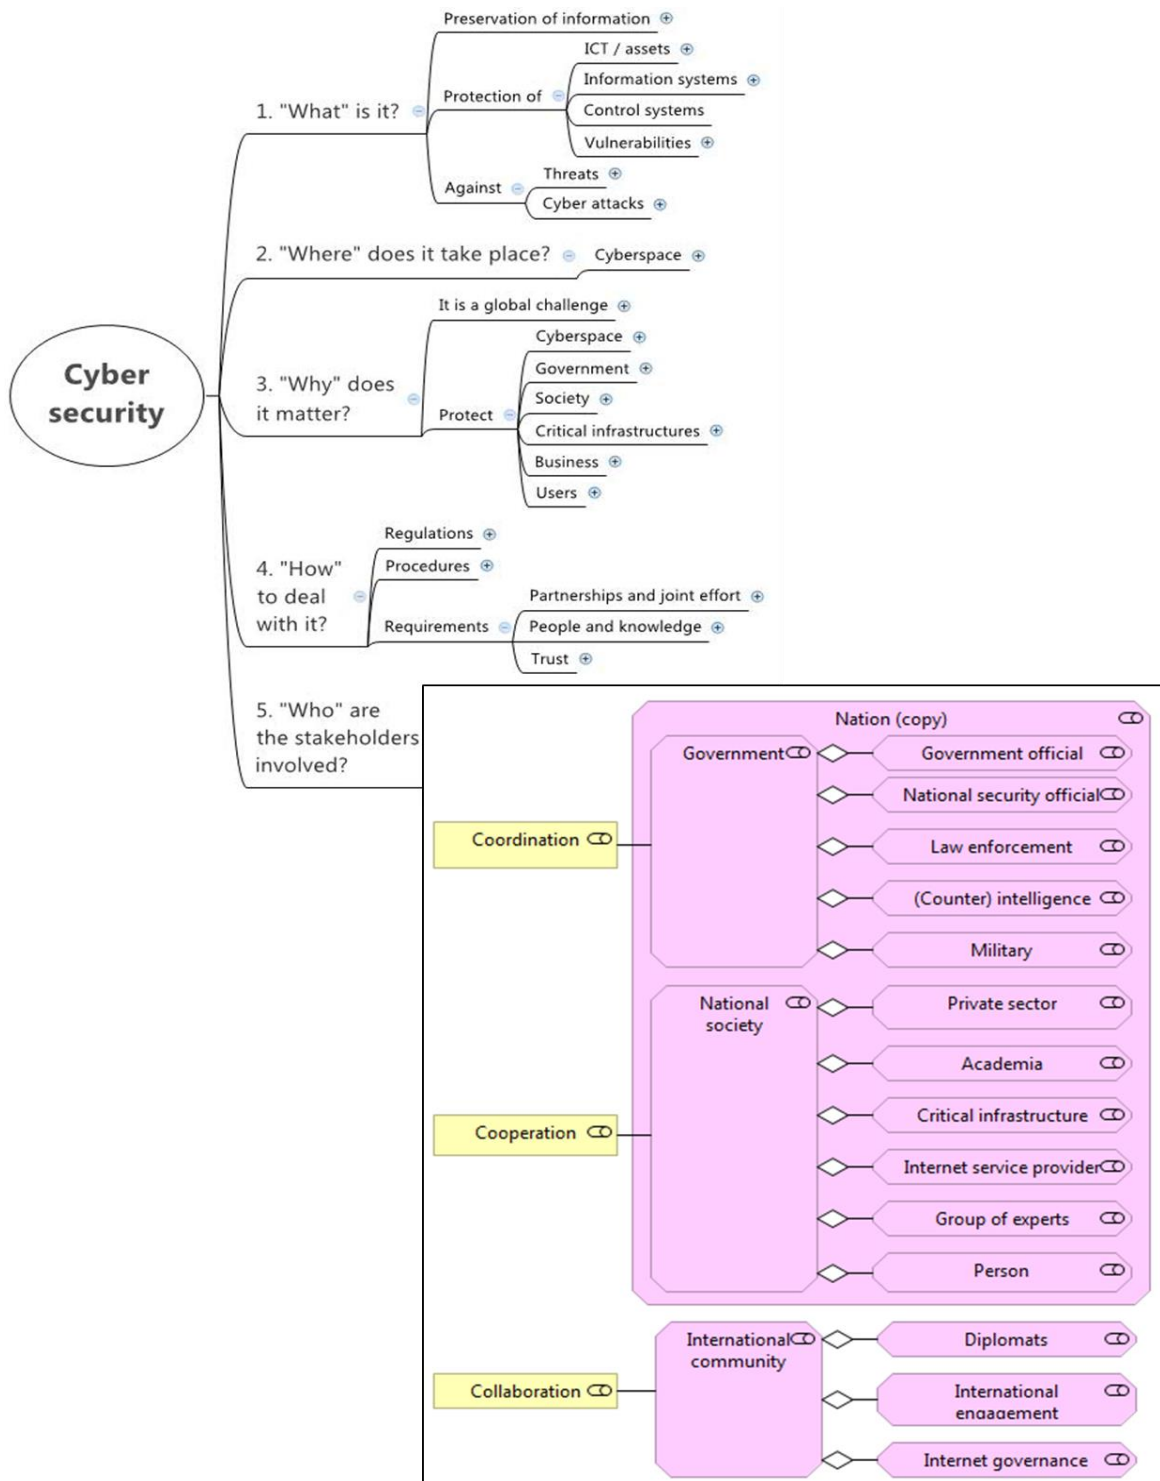 Preservation of information
ICT / assets
Information systems
Protection of
Control systems
1. "What" is it?
Vulnerabilities
Threats
Against
Cyber attacks
2. "Where" does it take place?
Cyberspace
It is a global challenge
Cyberspace
Government
Cyber
security
3. "Why" does
it matter?
Society
Protect
Critical infrastructures
Business
Users
Regulations
4. "How"
to deal
with it?
Procedures
Partnerships and joint effort
Requirements
People and knowledge
Trust
5. "Who" are
the stakeholders
involved?
Nation (copy)
Government
Government official
National security official
Coordination
Law enforcement
(Counter) intelligence
Military
National
society
Private sector
Academia
Cooperation
Critical infrastructure
Internet service provider
Group of experts
Person
International
community
Diplomats
Collaboration
International
engagement
Internet governance